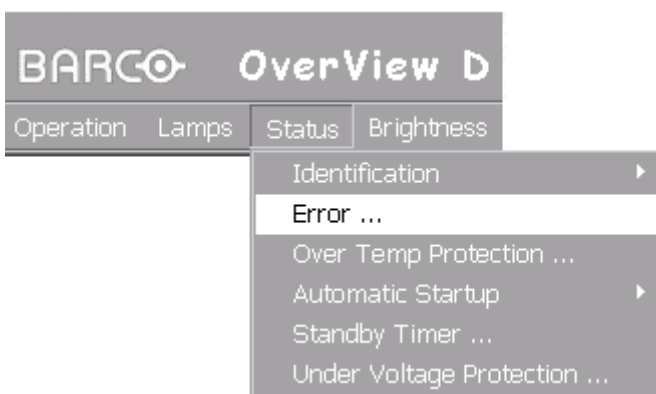 BARCO OverView D
Operation Lamps Status Brightness
Identification
Error ...
Over Temp Protection ...
Automatic Startup
Standby Timer ...
Under Voltage Protection ...